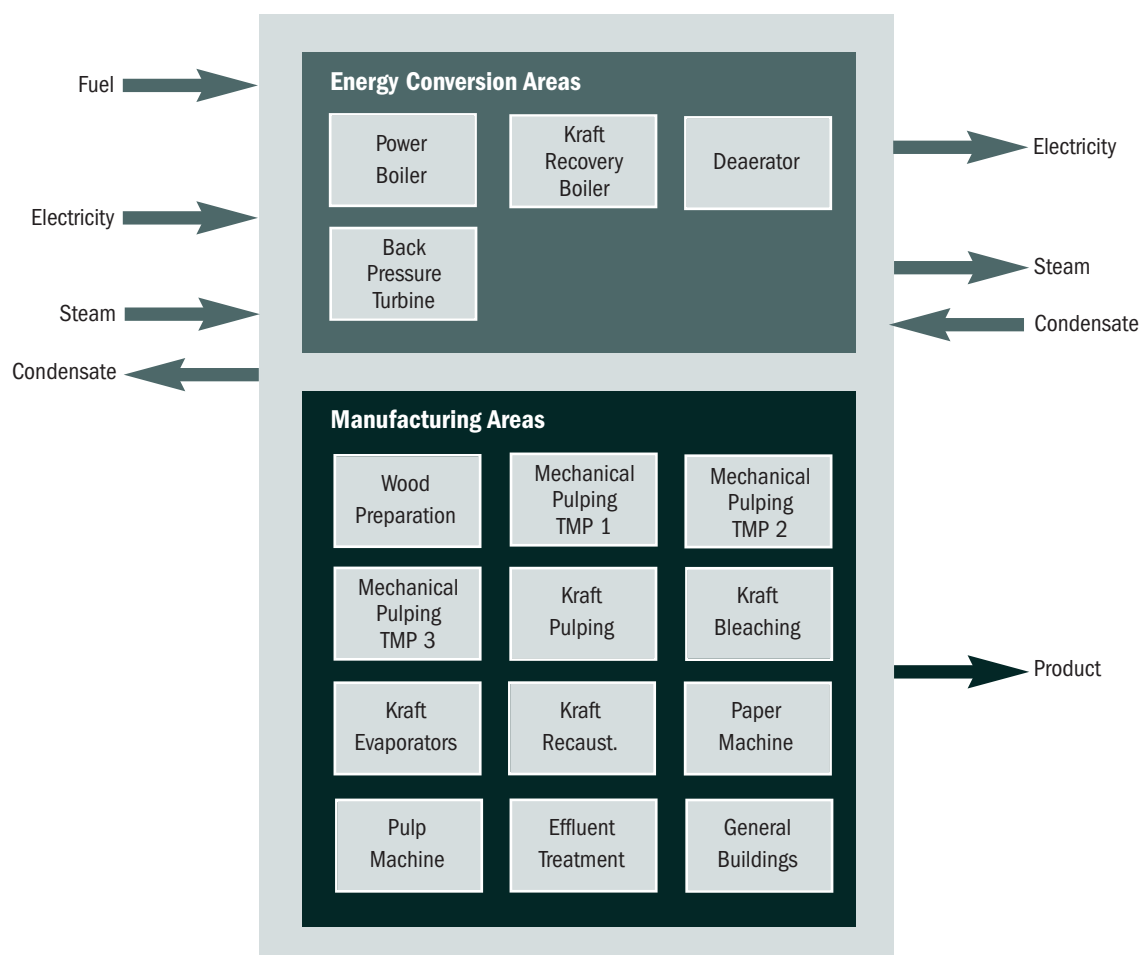 Fuel
Electricity
Steam
Condensate
Energy Conversion Areas
Power
Boiler
Kraft
Recovery
Boiler
Deaerator
Back
Pressure
Turbine
Electricity
Steam
Condensate
Manufacturing Areas
Wood
Preparation
Mechanical
Pulping
TMP 1
Mechanical
Pulping
TMP 2
Mechanical
Pulping
TMP 3
Kraft
Pulping
Kraft
Bleaching
Kraft
Evaporators
Kraft
Recaust.
Paper
Machine
Pulp
Machine
Effluent
Treatment
General
Buildings
Product